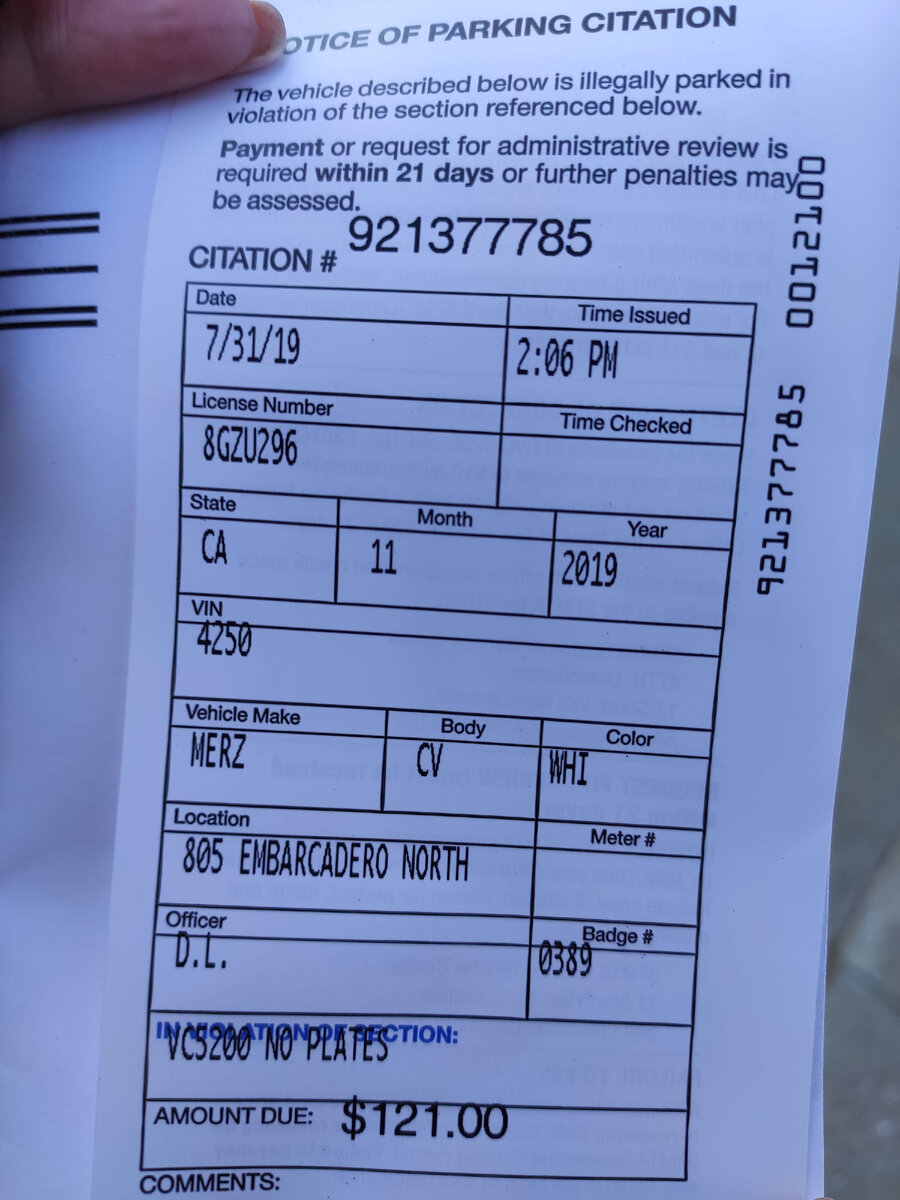 OTICE OF PARKING CITATION
The vehicle described below is illegally parked in
violation of the section referenced below.
Payment or request for administrative review is
required within 21 days or further penalties may
be assessed.
CITATION # 921377785
Date
Time Issued
7/31/19
2:06 PM
License Number
Time Checked
8GZU296
State
Month
Year
CA
11
2019
VIN
4250
Vehicle Make
Body
Color
MERZ
CV
WHI
Location
Meter #
805 EMBARCADERO NORTH
Officer
Badge #
D.L.
0389
IN VIOLATION OF SECTION:
VC5200 NO PLATES
AMOUNT DUE: $121.00
COMMENTS:
921377785 0012100